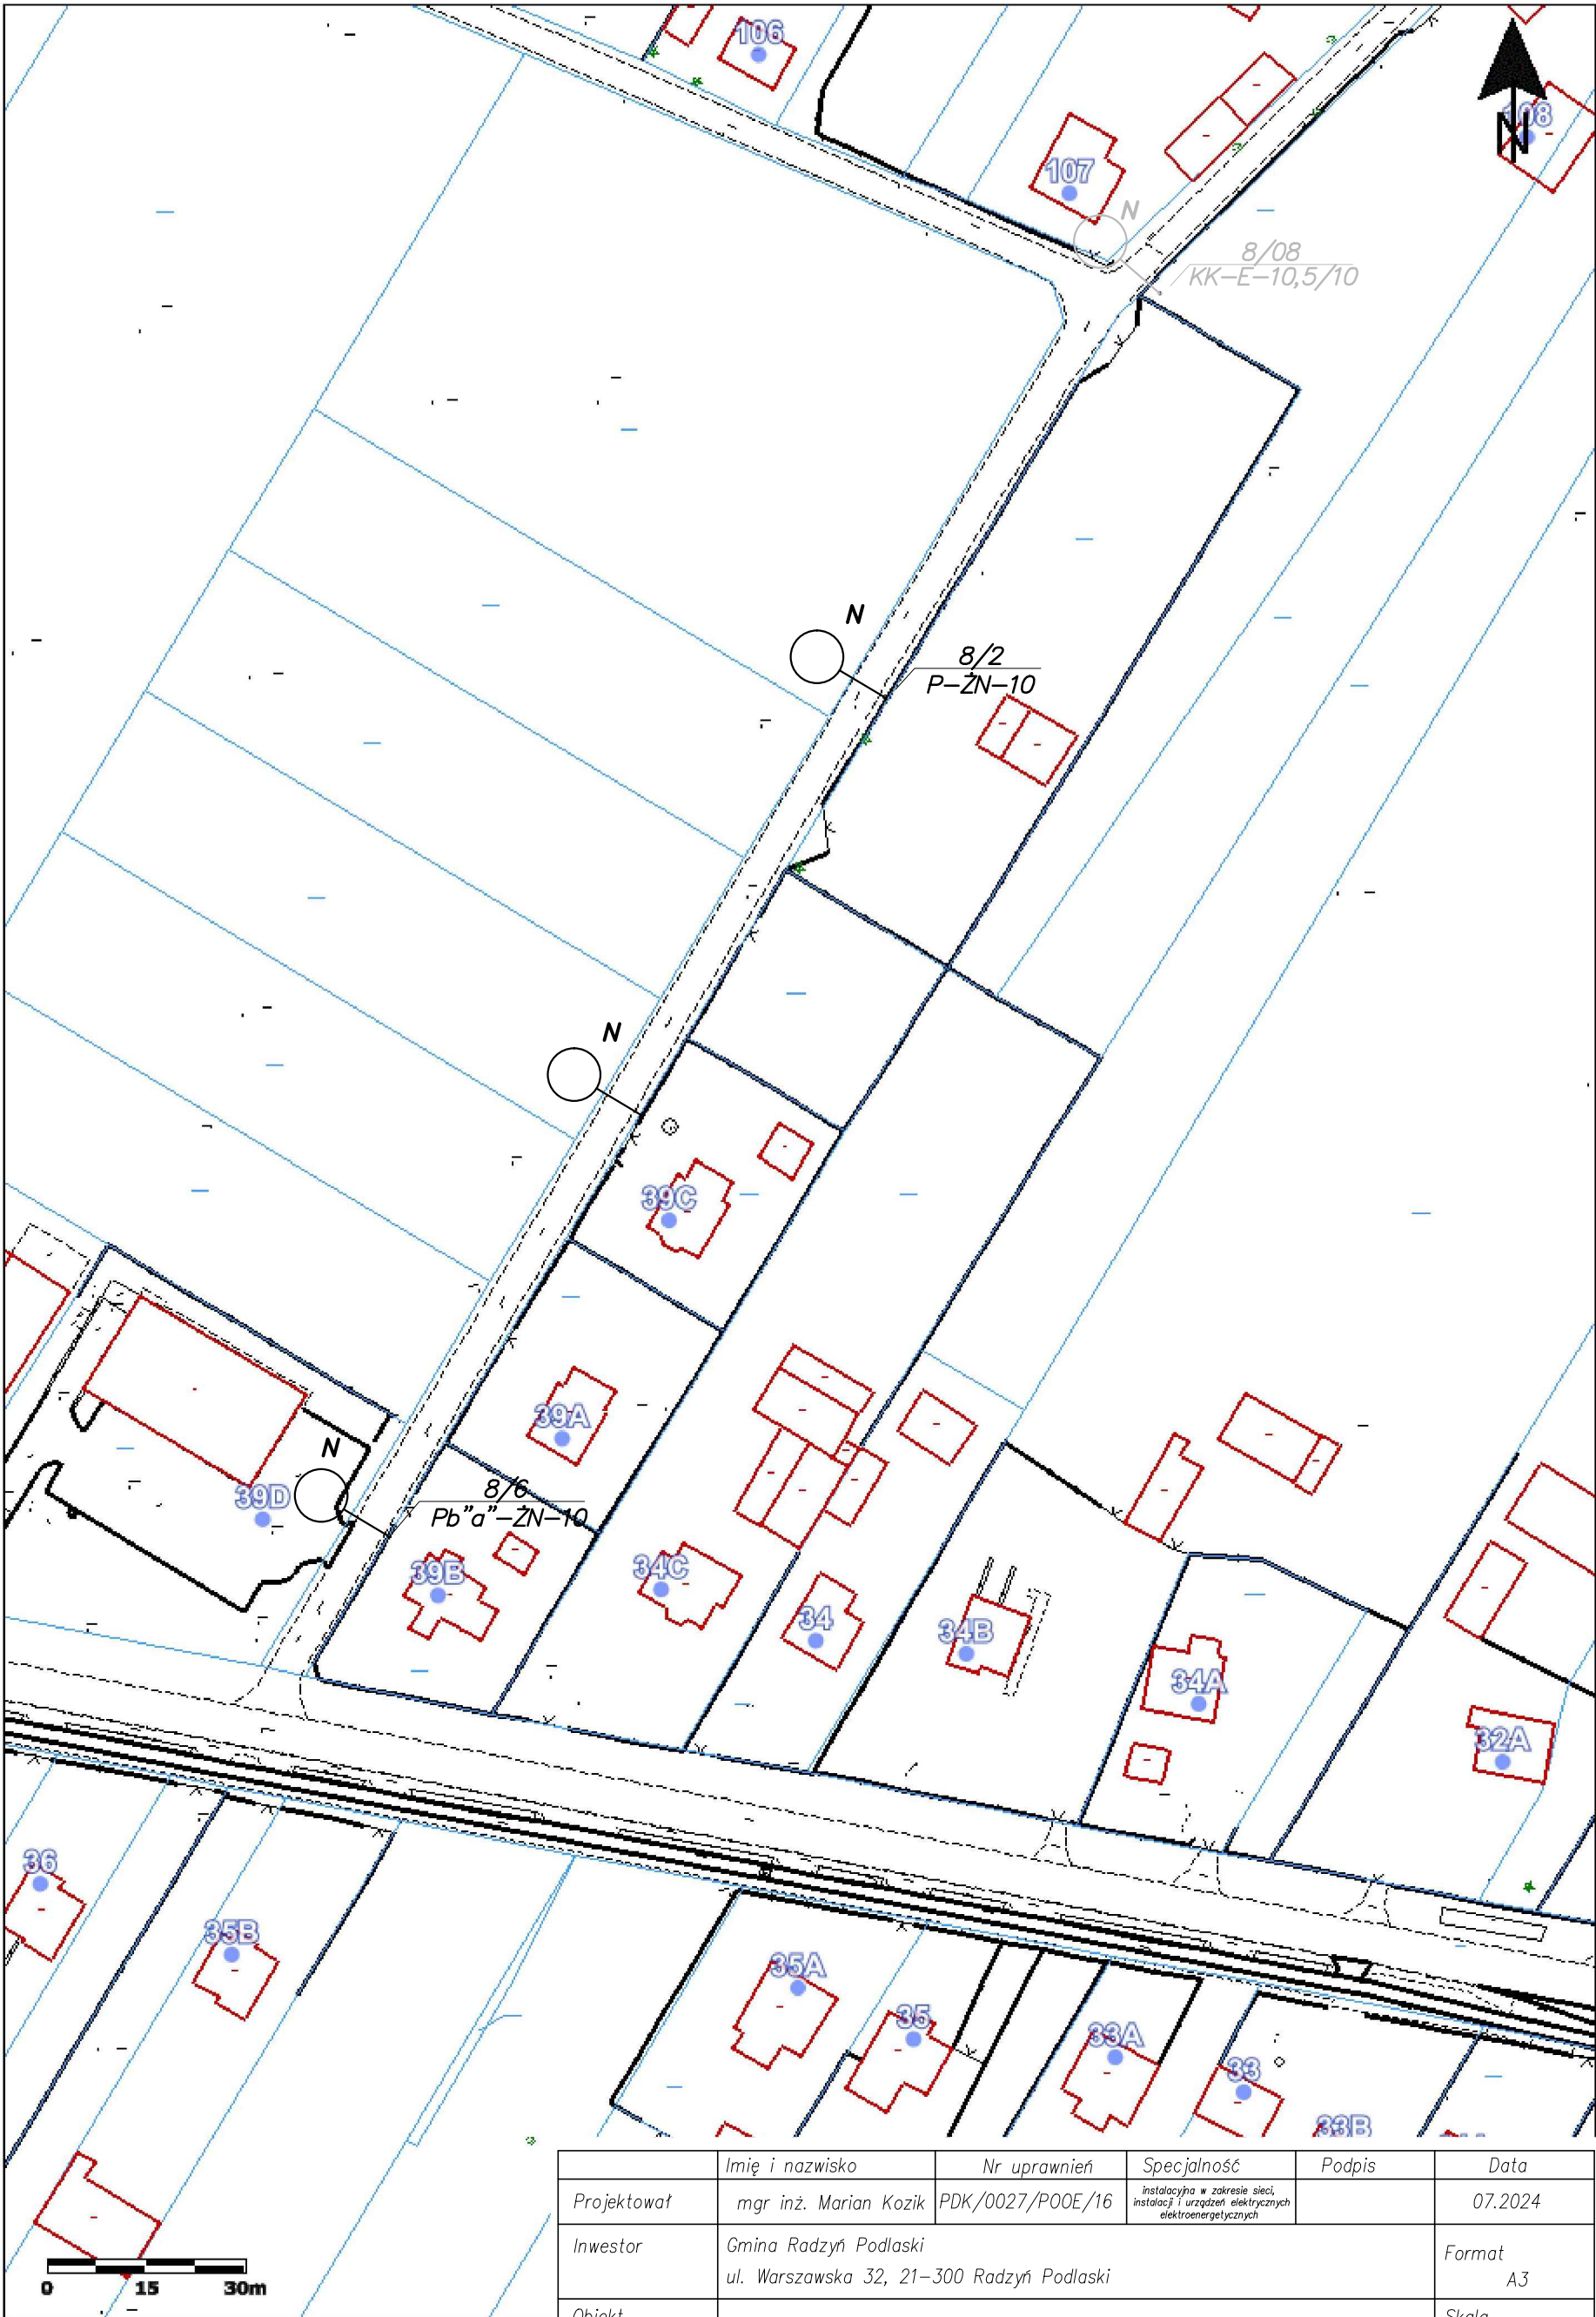 106
108
N
107
N
8/08
KK-E-10,5/10
N
8/2
P-ŻN-10
N
39C
39A
N
39D
8/6
Pb"a"-ŻN-10
39B
34C
34
34B
34A
32A
36
35B
35A
35
33A
33
33B
Imię i nazwisko Nr uprawnień Specjalność Podpis Data
Projektował mgr inż. Marian Kozik PDK/0027/POOE/16 instalacyjna w zakresie sieci, instalacji i urządzeń elektrycznych elektroenergetycznych 07.2024
Inwestor Gmina Radzyń Podlaski
ul. Warszawska 32, 21-300 Radzyń Podlaski
Format
A3
0 15 30m
Obiekt Skala